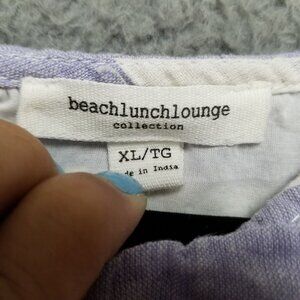 beachlunchlounge
collection
XL/TG
de in India